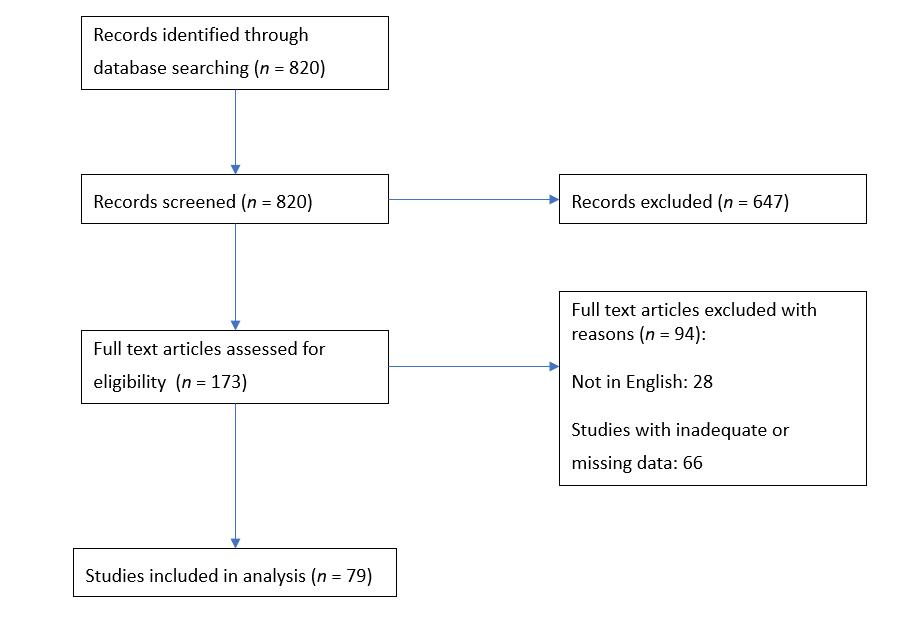 Records identified through
database searching (n = 820)
Records screened (n = 820)
Records excluded (n = 647)
Full text articles assessed for
eligibility  (n = 173)
Full text articles excluded with
reasons (n = 94):
Not in English: 28
Studies with inadequate or
missing data: 66
Studies included in analysis (n = 79)